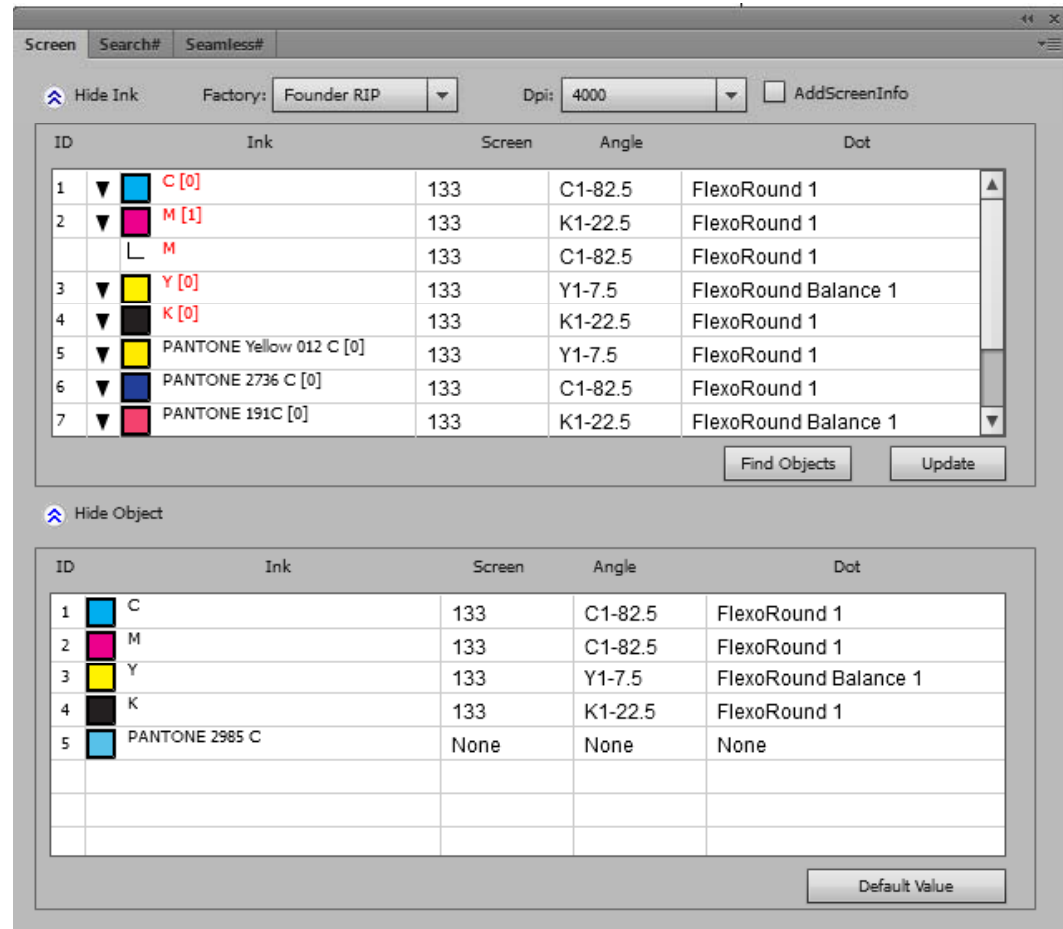 Screen Search# Seamless#
Hide Ink Factory: Founder RIP Dpi: 4000 AddScreenInfo
ID Ink Screen Angle Dot
1 C [0] 133 C1-82.5 FlexoRound 1
2 M [1] 133 K1-22.5 FlexoRound 1
M 133 C1-82.5 FlexoRound 1
3 Y [0] 133 Y1-7.5 FlexoRound Balance 1
4 K [0] 133 K1-22.5 FlexoRound 1
5 PANTONE Yellow 012 C [0] 133 Y1-7.5 FlexoRound 1
6 PANTONE 2736 C [0] 133 C1-82.5 FlexoRound 1
7 PANTONE 191C [0] 133 K1-22.5 FlexoRound Balance 1
Find Objects Update
Hide Object
ID Ink Screen Angle Dot
1 C 133 C1-82.5 FlexoRound 1
2 M 133 C1-82.5 FlexoRound 1
3 Y 133 Y1-7.5 FlexoRound Balance 1
4 K 133 K1-22.5 FlexoRound 1
5 PANTONE 2985 C None None None
Default Value